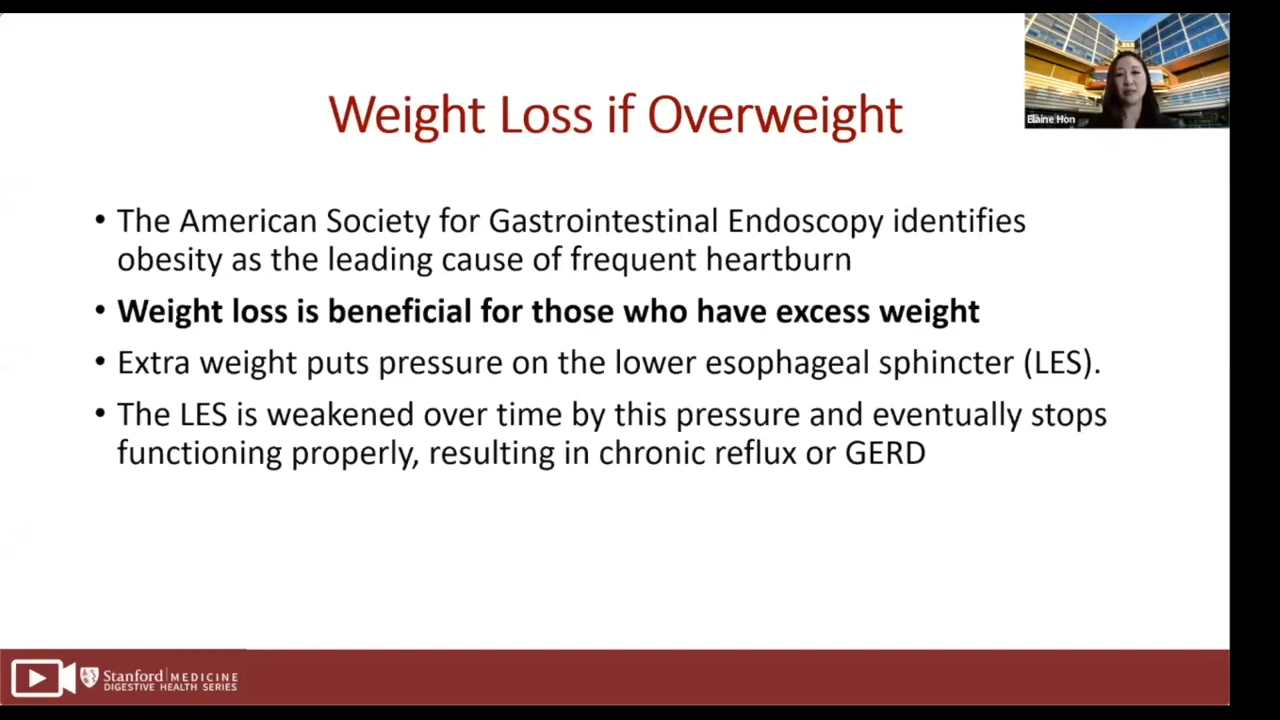 Weight Loss if Overweight
Elaine Hon
• The American Society for Gastrointestinal Endoscopy identifies
obesity as the leading cause of frequent heartburn
• Weight loss is beneficial for those who have excess weight
• Extra weight puts pressure on the lower esophageal sphincter (LES).
• The LES is weakened over time by this pressure and eventually stops
functioning properly, resulting in chronic reflux or GERD
Stanford MEDICINE
DIGESTIVE HEALTH SERIES